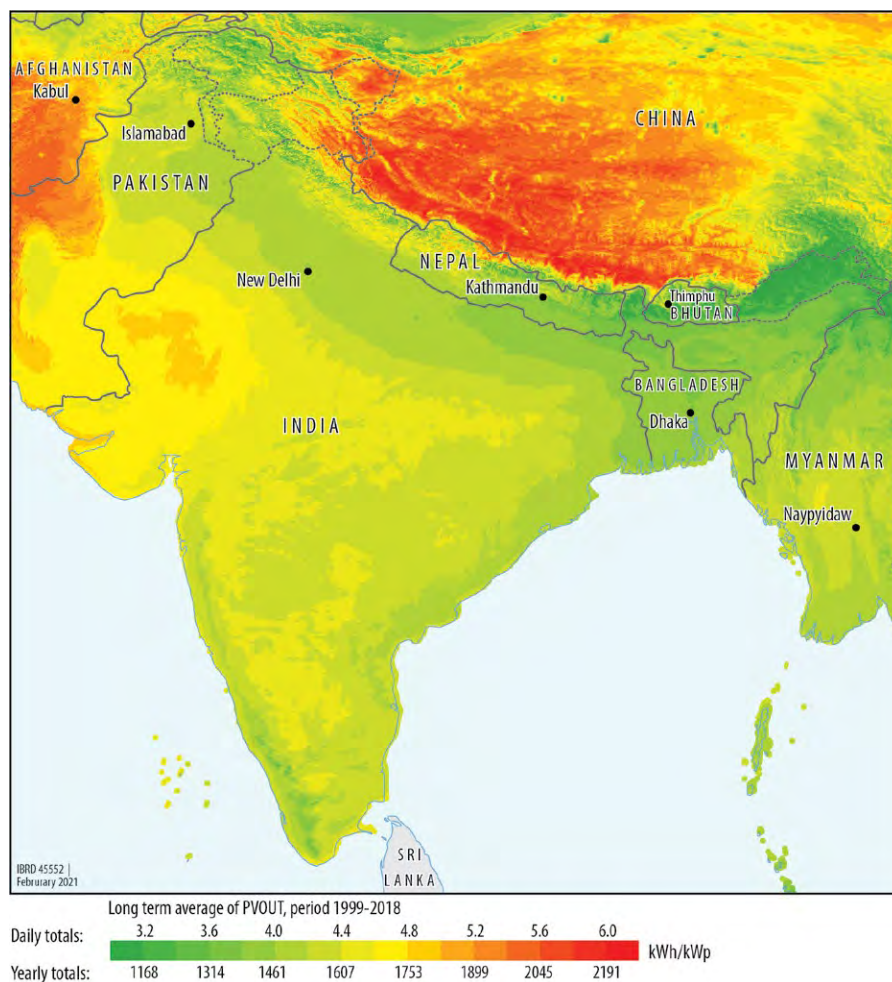 AFGHANISTAN
Kabul
CHINA
Islamabad
PAKISTAN
New Delhi
NEPAL
Kathmandu
Thimphu
BHUTAN
BANGLADESH
INDIA
Dhaka
MYANMAR
Naypyidaw
SRI
LANKA
IBRD 45552 |
Februrary 2021
Long term average of PVOUT, period 1999-2018
Daily totals: 3.2 3.6 4.0 4.4 4.8 5.2 5.6 6.0
kWh/kWp
Yearly totals: 1168 1314 1461 1607 1753 1899 2045 2191